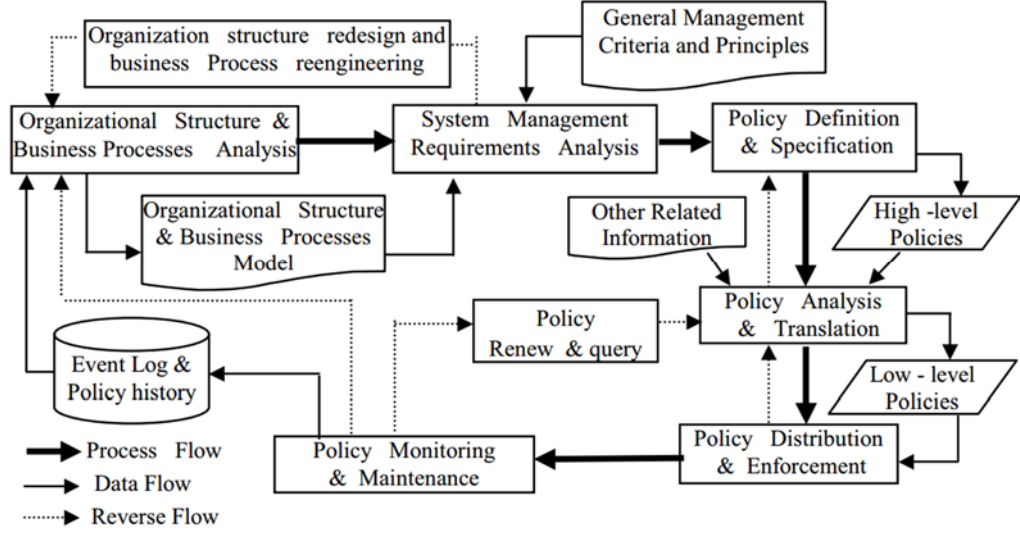 Organization structure redesign and
business Process reengineering
General Management
Criteria and Principles
Organizational Structure &
Business Processes Analysis
System Management
Requirements Analysis
Policy Definition
& Specification
Organizational Structure
& Business Processes
Model
Other Related
Information
High -level
Policies
Policy Analysis
& Translation
Policy
Renew & query
Event Log &
Policy history
Low - level
Policies
Policy Monitoring
& Maintenance
Policy Distribution
& Enforcement
Process Flow
Data Flow
Reverse Flow